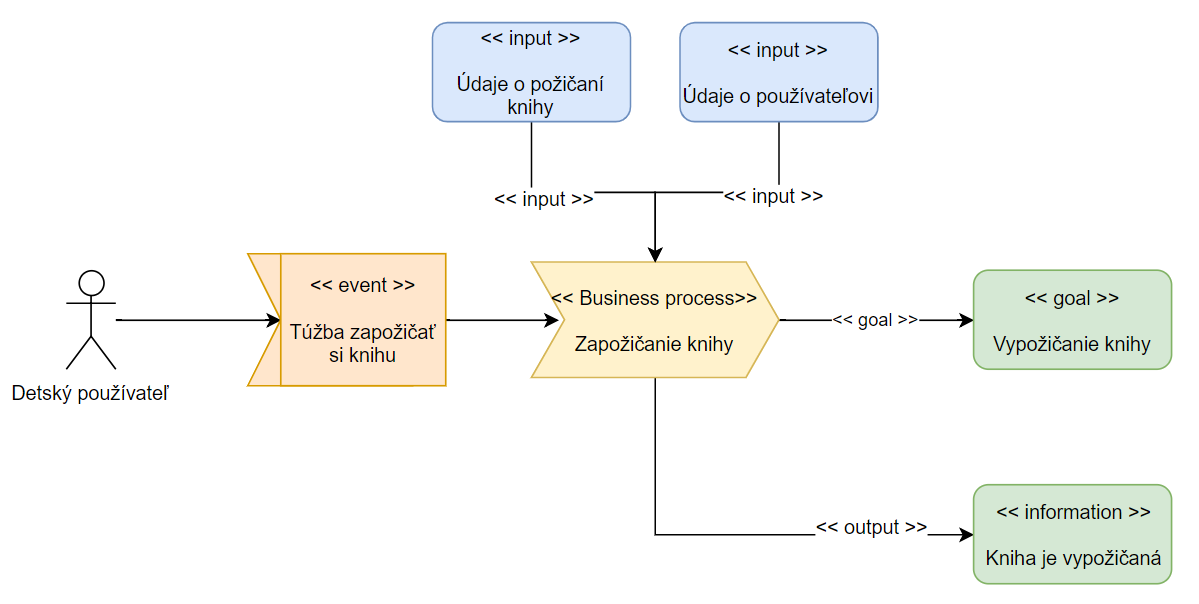 << input >>
Údaje o požičaní
knihy
<< input >>
Údaje o používateľovi
<< input >>
<< input >>
Detský používateľ
<< event >>
Túžba zapožičať
si knihu
<< Business process>>
Zapožičanie knihy
<< goal >>
<< goal >>
Vypožičanie knihy
<< output >>
<< information >>
Kniha je vypožičaná